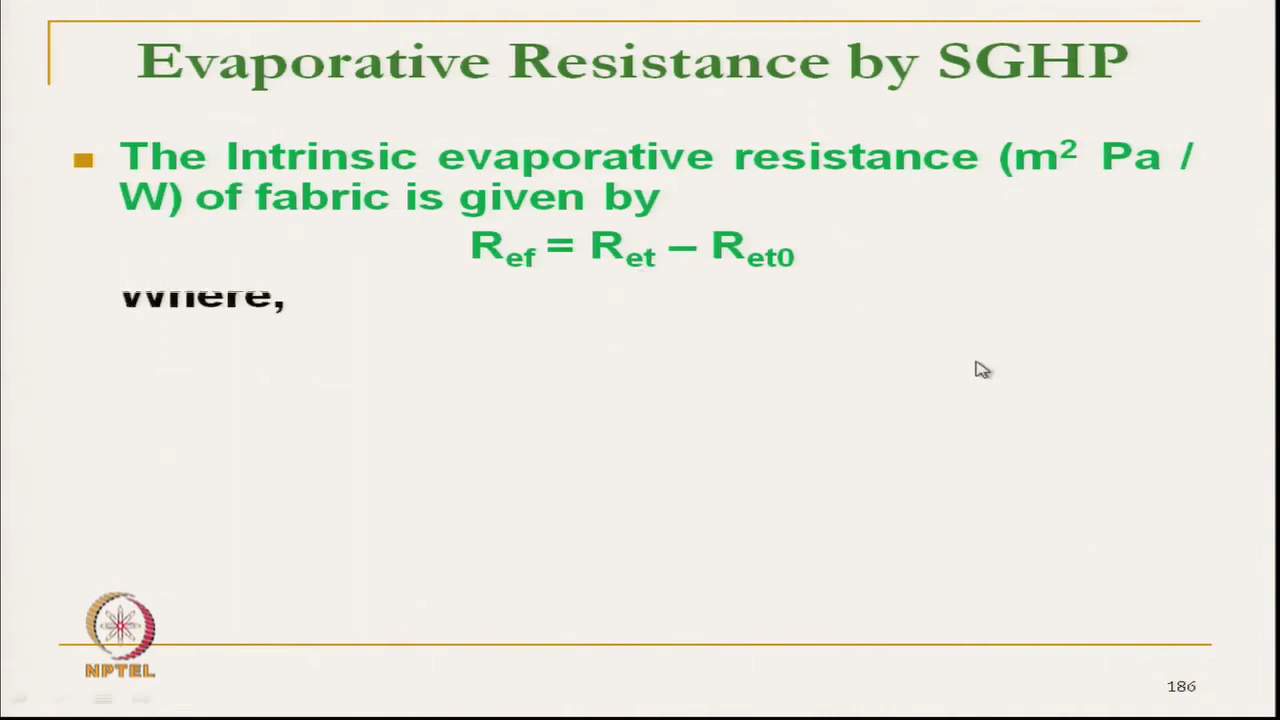 Evaporative Resistance by SGHP
The Intrinsic evaporative resistance (m² Pa /
W) of fabric is given by
Ref = Ret – Ret0
Where,
NPTEL
186